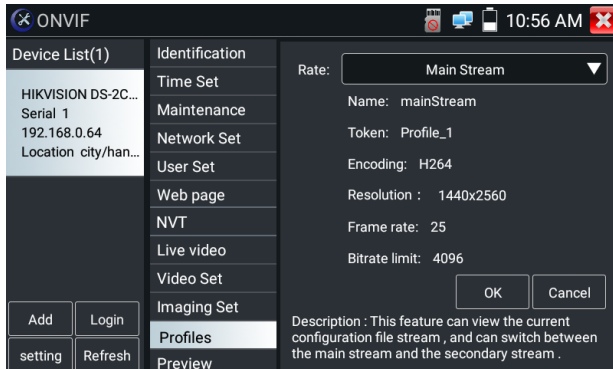 ONVIF
10:56 AM
Device List(1)
HIKVISION DS-2C...
Serial 1
192.168.0.64
Location city/han...
Add
Login
setting
Refresh
Identification
Time Set
Maintenance
Network Set
User Set
Web page
NVT
Live video
Video Set
Imaging Set
Profiles
Preview
Rate: Main Stream
Name: mainStream
Token: Profile_1
Encoding: H264
Resolution : 1440x2560
Frame rate: 25
Bitrate limit: 4096
OK
Cancel
Description : This feature can view the current
configuration file stream , and can switch between
the main stream and the secondary stream .